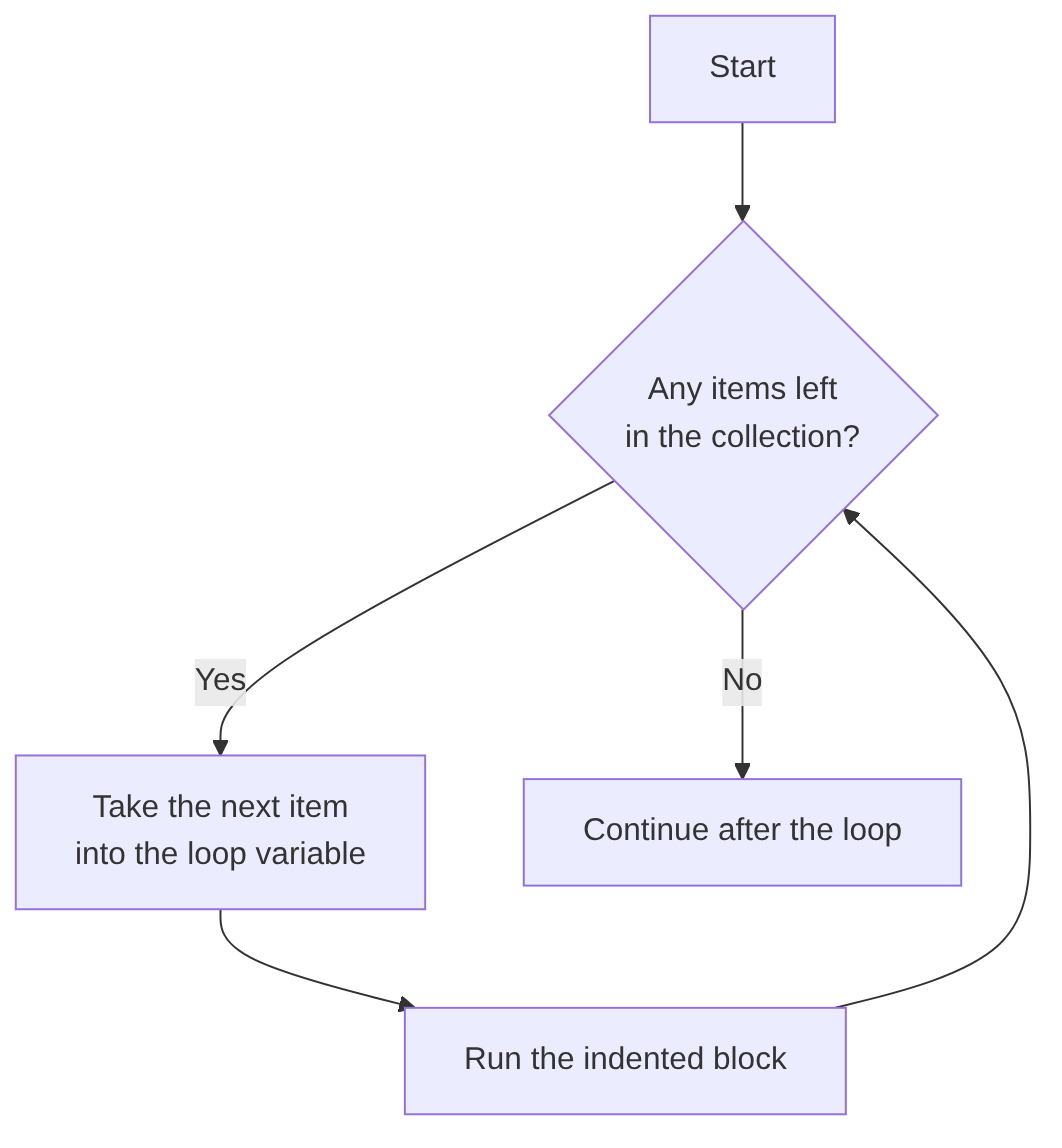 Start
Any items left
in the collection?
Yes
No
Take the next item
into the loop variable
Continue after the loop
Run the indented block